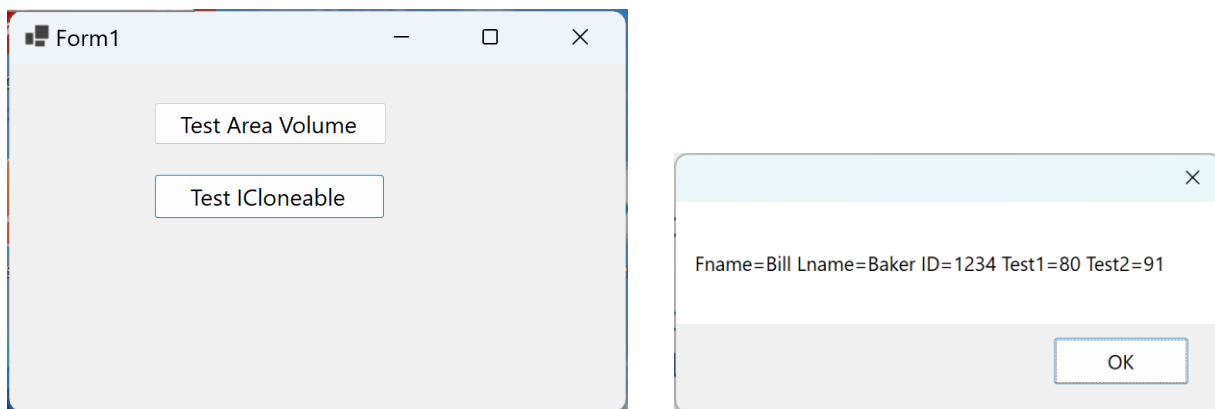 Form1
Test Area Volume
Test ICloneable
Fname=Bill Lname=Baker ID=1234 Test1=80 Test2=91
OK